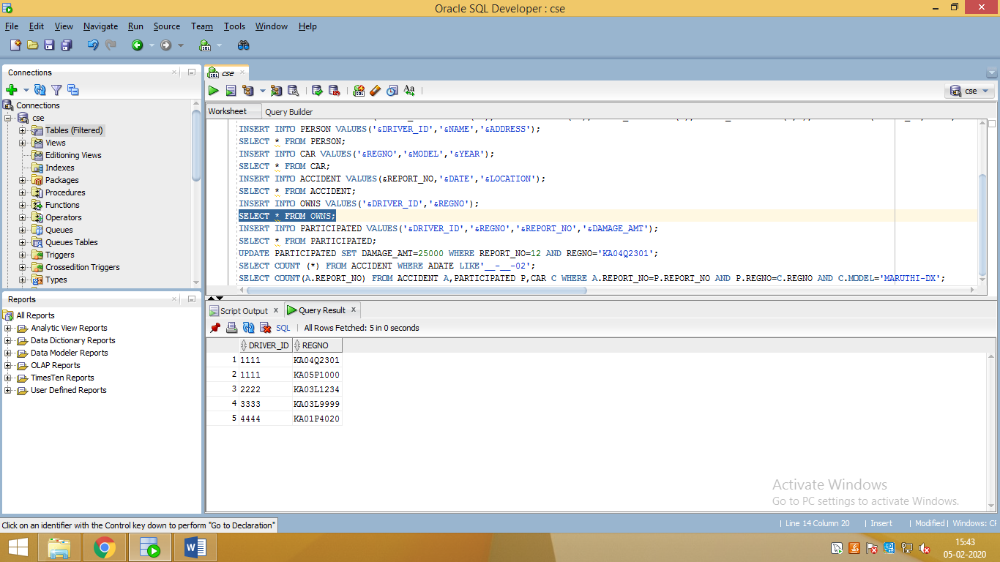 Oracle SQL Developer : cse
File Edit View Navigate Run Source Team Tools Window Help
Connections
Connections
cse
Tables (Filtered)
Views
Editioning Views
Indexes
Packages
Procedures
Functions
Operators
Queues
Queues Tables
Triggers
Crossedition Triggers
Types
Reports
All Reports
Analytic View Reports
Data Dictionary Reports
Data Modeler Reports
OLAP Reports
TimesTen Reports
User Defined Reports
cse
cse
Worksheet Query Builder
INSERT INTO PERSON VALUES('&DRIVER_ID','&NAME','&ADDRESS');
SELECT * FROM PERSON;
INSERT INTO CAR VALUES('&REGNO','&MODEL','&YEAR');
SELECT * FROM CAR;
INSERT INTO ACCIDENT VALUES(&REPORT_NO,'&DATE','&LOCATION');
SELECT * FROM ACCIDENT;
INSERT INTO OWNS VALUES('&DRIVER_ID','&REGNO');
SELECT * FROM OWNS;
INSERT INTO PARTICIPATED VALUES('&DRIVER_ID','&REGNO','&REPORT_NO','&DAMAGE_AMT');
SELECT * FROM PARTICIPATED;
UPDATE PARTICIPATED SET DAMAGE_AMT=25000 WHERE REPORT_NO=12 AND REGNO='KA04Q2301';
SELECT COUNT (*) FROM ACCIDENT WHERE ADATE LIKE'__-__-02';
SELECT COUNT(A.REPORT_NO) FROM ACCIDENT A,PARTICIPATED P,CAR C WHERE A.REPORT_NO=P.REPORT_NO AND P.REGNO=C.REGNO AND C.MODEL='MARUTHI-DX';
Script Output Query Result
SQL All Rows Fetched: 5 in 0 seconds
DRIVER_ID REGNO
1 1111 KA04Q2301
2 1111 KA05P1000
3 2222 KA03L1234
4 3333 KA03L9999
5 4444 KA01P4020
Activate Windows
Go to PC settings to activate Windows.
Click on an identifier with the Control key down to perform "Go to Declaration"
Line 14 Column 20 Insert Modified Windows: CF
15:43
05-02-2020